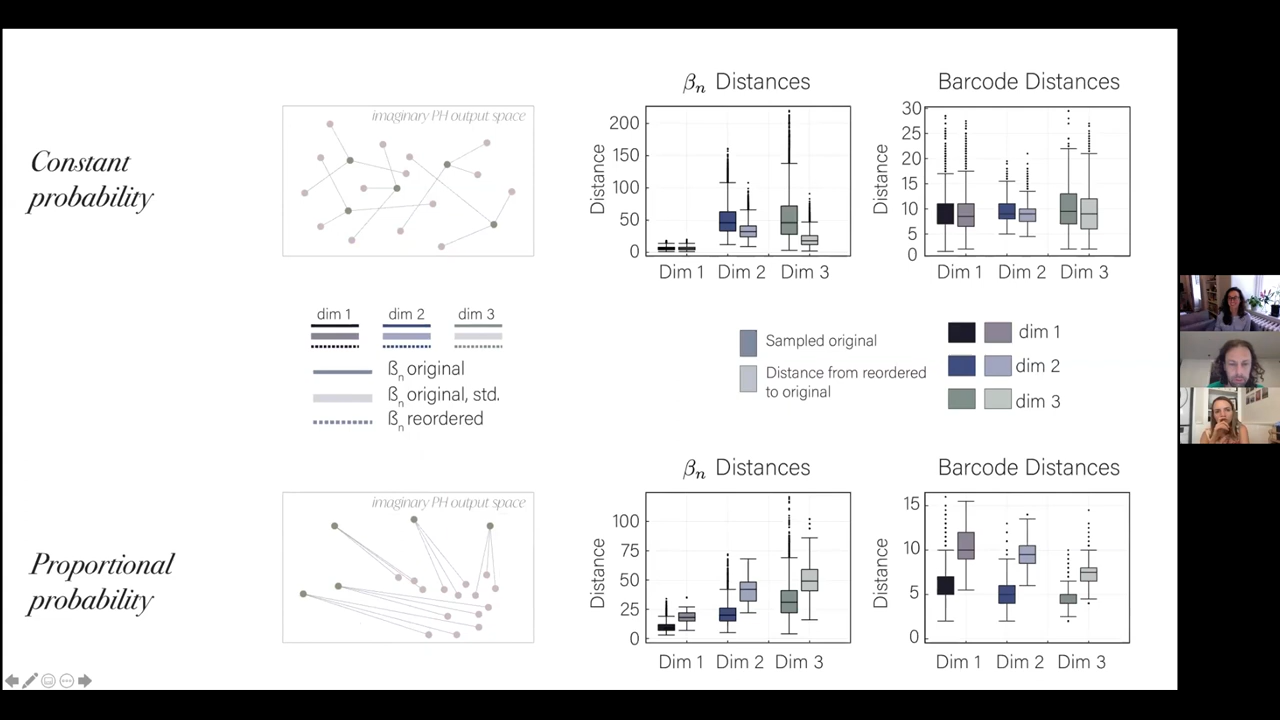 Constant
probability
imaginary PH output space
βn Distances
Distance
200
150
100
50
0
Dim 1 Dim 2 Dim 3
Barcode Distances
Distance
30
25
20
15
10
5
0
Dim 1 Dim 2 Dim 3
dim 1 dim 2 dim 3
ßn original
ßn original, std.
ßn reordered
Sampled original
Distance from reordered
to original
dim 1
dim 2
dim 3
Proportional
probability
imaginary PH output space
βn Distances
Distance
100
75
50
25
0
Dim 1 Dim 2 Dim 3
Barcode Distances
Distance
15
10
5
0
Dim 1 Dim 2 Dim 3